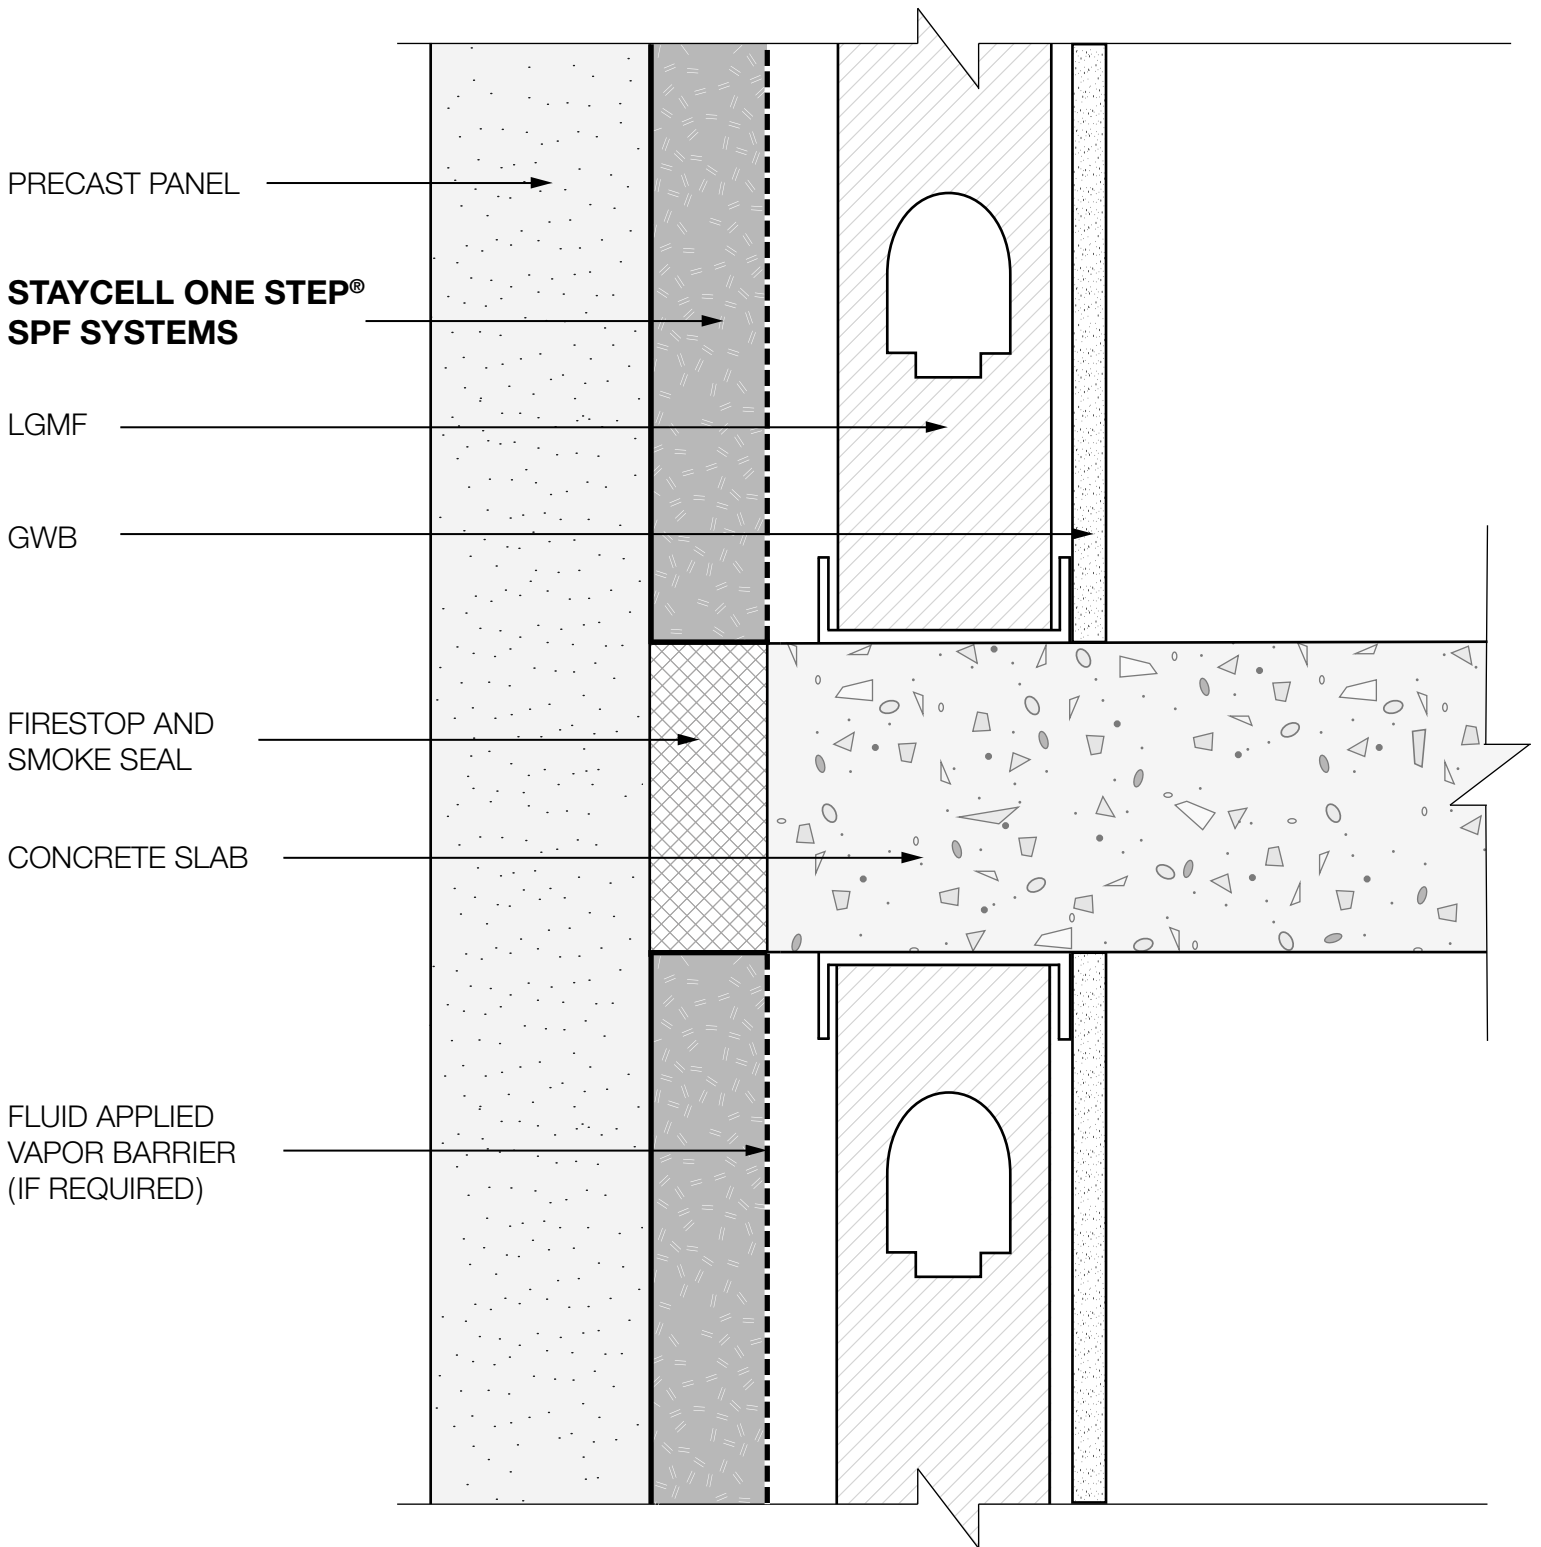 PRECAST PANEL
STAYCELL ONE STEP®
SPF SYSTEMS
LGMF
GWB
FIRESTOP AND
SMOKE SEAL
CONCRETE SLAB
FLUID APPLIED
VAPOR BARRIER
(IF REQUIRED)